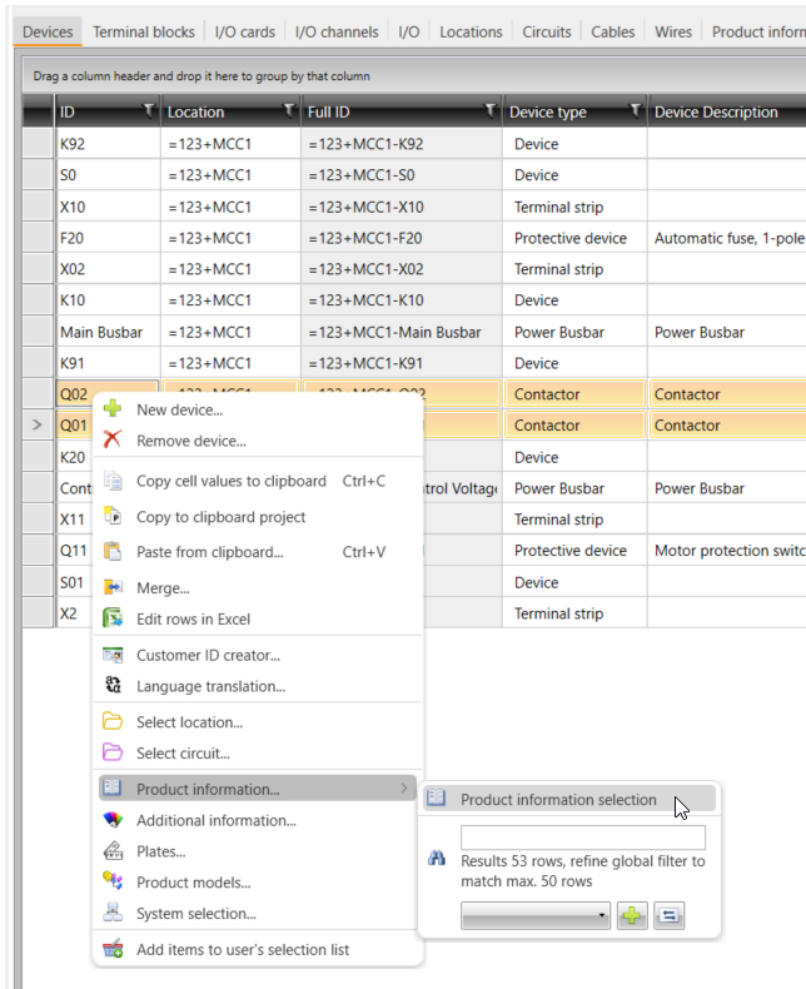 Devices Terminal blocks I/O cards I/O channels I/O Locations Circuits Cables Wires Product inform
Drag a column header and drop it here to group by that column
ID Location Full ID Device type Device Description
K92 =123+MCC1 =123+MCC1-K92 Device
S0 =123+MCC1 =123+MCC1-S0 Device
X10 =123+MCC1 =123+MCC1-X10 Terminal strip
F20 =123+MCC1 =123+MCC1-F20 Protective device Automatic fuse, 1-pole
X02 =123+MCC1 =123+MCC1-X02 Terminal strip
K10 =123+MCC1 =123+MCC1-K10 Device
Main Busbar =123+MCC1 =123+MCC1-Main Busbar Power Busbar Power Busbar
K91 =123+MCC1 =123+MCC1-K91 Device
Q02 =123+MCC1 =123+MCC1-Q02 Contactor Contactor
Q01 Contactor Contactor
K20 Device
Cont trol Voltage Power Busbar Power Busbar
X11 Terminal strip
Q11 Protective device Motor protection switc
S01 Device
X2 Terminal strip
New device...
Remove device...
Copy cell values to clipboard Ctrl+C
Copy to clipboard project
Paste from clipboard... Ctrl+V
Merge...
Edit rows in Excel
Customer ID creator...
Language translation...
Select location...
Select circuit...
Product information...
Additional information...
Plates...
Product models...
System selection...
Add items to user's selection list
Product information selection
Results 53 rows, refine global filter to
match max. 50 rows